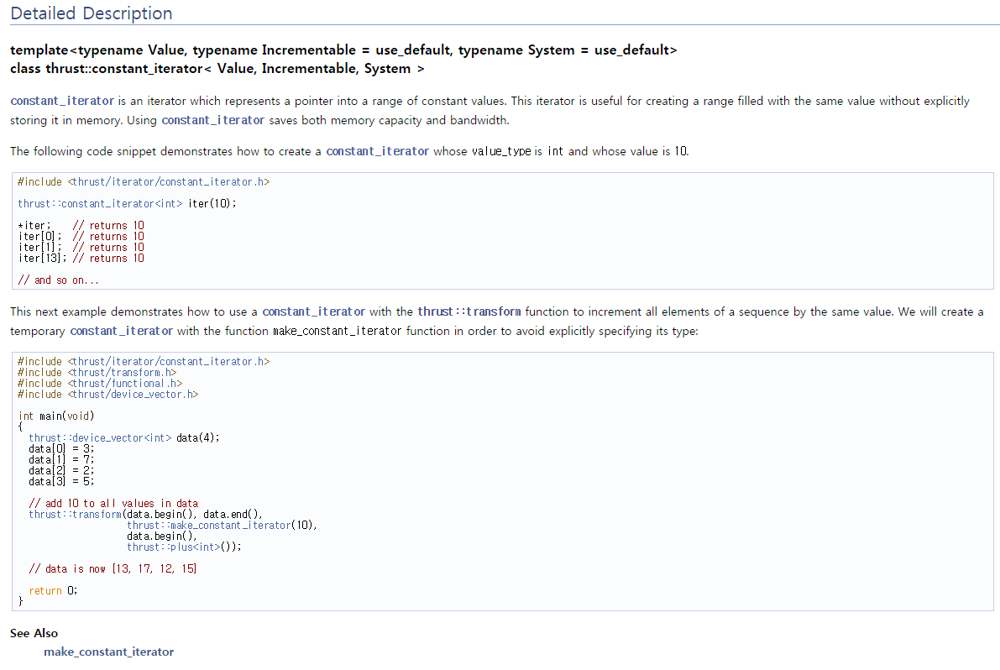 Detailed Description
template<typename Value, typename Incrementable = use_default, typename System = use_default>
class thrust::constant_iterator< Value, Incrementable, System >
constant_iterator is an iterator which represents a pointer into a range of constant values. This iterator is useful for creating a range filled with the same value without explicitly
storing it in memory. Using constant_iterator saves both memory capacity and bandwidth.
The following code snippet demonstrates how to create a constant_iterator whose value_type is int and whose value is 10.
#include <thrust/iterator/constant_iterator.h>
thrust::constant_iterator<int> iter(10);
*iter;    // returns 10
iter[0];  // returns 10
iter[1];  // returns 10
iter[13]; // returns 10
// and so on...
This next example demonstrates how to use a constant_iterator with the thrust::transform function to increment all elements of a sequence by the same value. We will create a
temporary constant_iterator with the function make_constant_iterator function in order to avoid explicitly specifying its type:
#include <thrust/iterator/constant_iterator.h>
#include <thrust/transform.h>
#include <thrust/functional.h>
#include <thrust/device_vector.h>
int main(void)
{
  thrust::device_vector<int> data(4);
  data[0] = 3;
  data[1] = 7;
  data[2] = 2;
  data[3] = 5;
  // add 10 to all values in data
  thrust::transform(data.begin(), data.end(),
                    thrust::make_constant_iterator(10),
                    data.begin(),
                    thrust::plus<int>());
  // data is now [13, 17, 12, 15]
  return 0;
}
See Also
make_constant_iterator